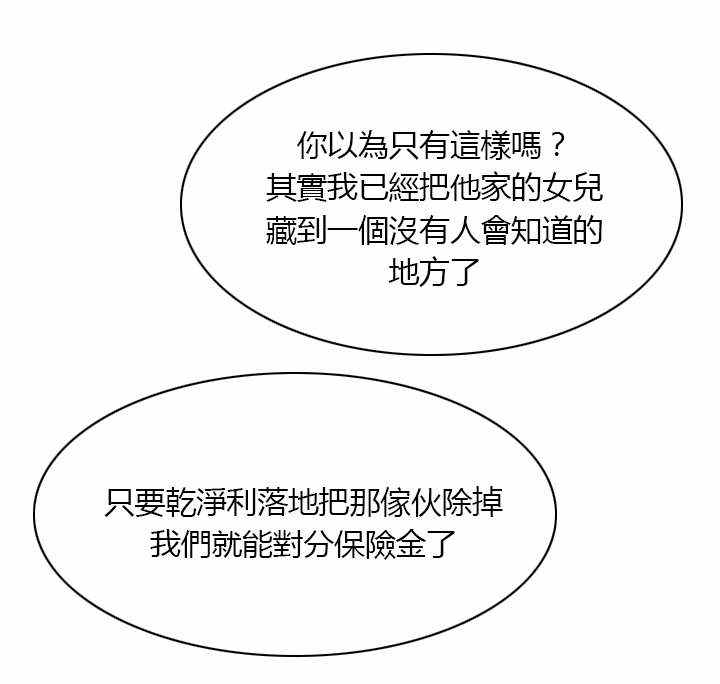 你以為只有這樣嗎？
其實我已經把他家的女兒
藏到一個沒有人會知道的
地方了
只要乾淨利落地把那傢伙除掉
我們就能對分保險金了